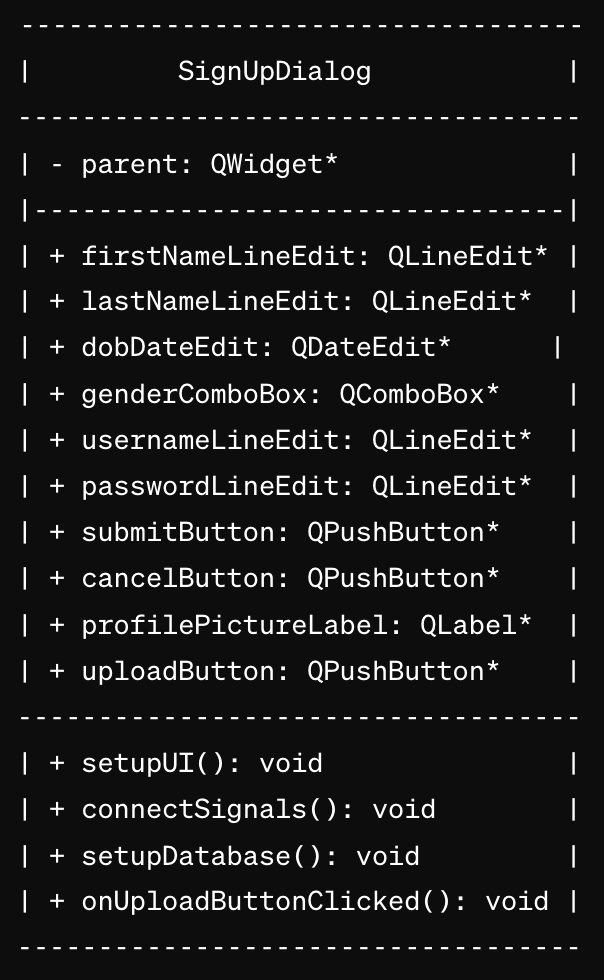 -----------------------------------
|         SignUpDialog            |
-----------------------------------
| - parent: QWidget*              |
|---------------------------------|
| + firstNameLineEdit: QLineEdit* |
| + lastNameLineEdit: QLineEdit*  |
| + dobDateEdit: QDateEdit*      |
| + genderComboBox: QComboBox*    |
| + usernameLineEdit: QLineEdit*  |
| + passwordLineEdit: QLineEdit*  |
| + submitButton: QPushButton*    |
| + cancelButton: QPushButton*    |
| + profilePictureLabel: QLabel*  |
| + uploadButton: QPushButton*    |
-----------------------------------
| + setupUI(): void               |
| + connectSignals(): void        |
| + setupDatabase(): void         |
| + onUploadButtonClicked(): void |
-----------------------------------